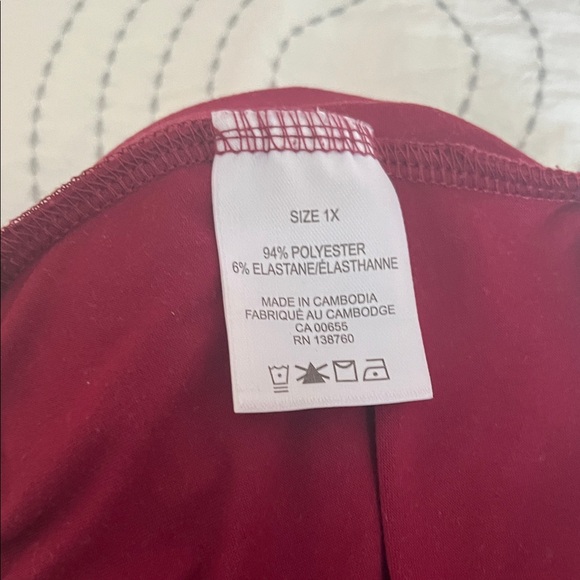 SIZE 1X
94% POLYESTER
6% ELASTANE/ÉLASTHANNE
MADE IN CAMBODIA
FABRIQUÉ AU CAMBODGE
CA 00655
RN 138760